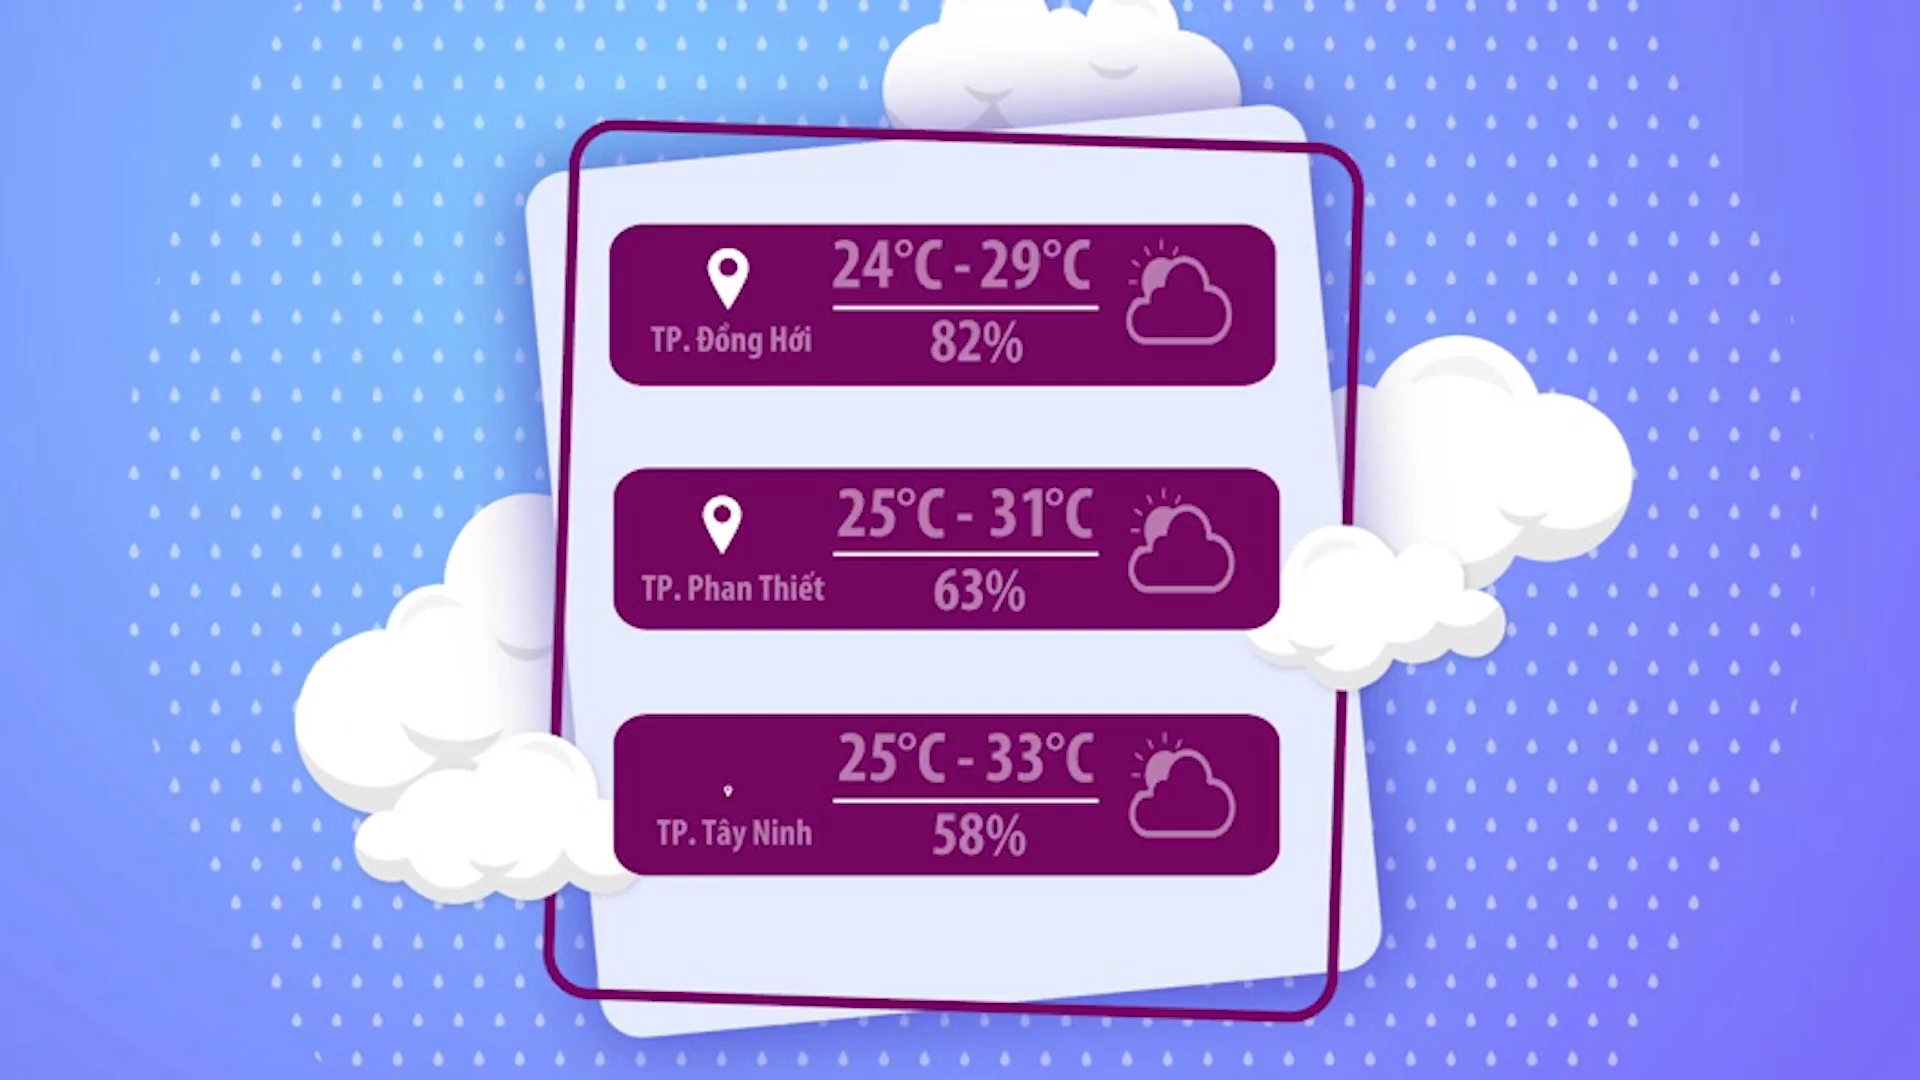 24°C - 29°C
TP. Đồng Hới
82%
25°C - 31°C
TP. Phan Thiết
63%
25°C - 33°C
TP. Tây Ninh
58%